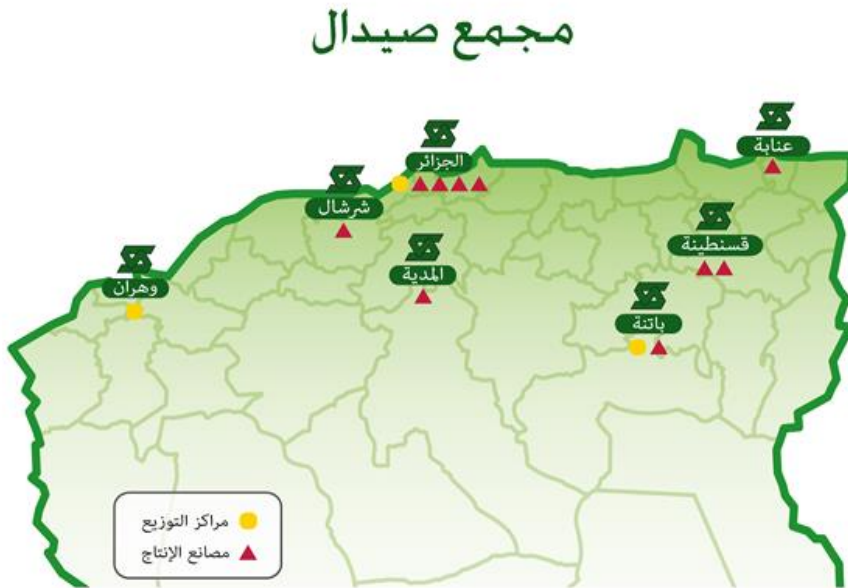 مجمع صيدال
عنابة
الجزائر
شرشال
قسنطينة
المدية
وهران
باتنة
مراكز التوزيع
مصانع الإنتاج